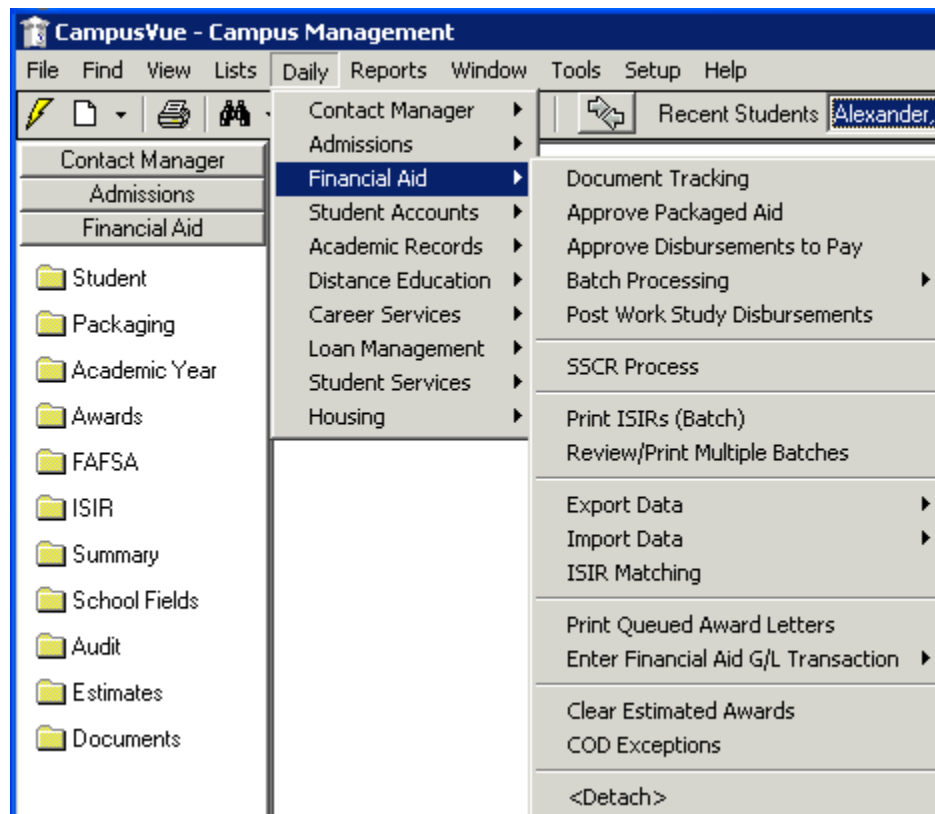 CampusVue - Campus Management
File Find View Lists Daily Reports Window Tools Setup Help
Recent Students Alexander,
Contact Manager
Admissions
Financial Aid
Student
Packaging
Academic Year
Awards
FAFSA
ISIR
Summary
School Fields
Audit
Estimates
Documents
Contact Manager
Admissions
Financial Aid
Student Accounts
Academic Records
Distance Education
Career Services
Loan Management
Student Services
Housing
Document Tracking
Approve Packaged Aid
Approve Disbursements to Pay
Batch Processing
Post Work Study Disbursements
SSCR Process
Print ISIRs (Batch)
Review/Print Multiple Batches
Export Data
Import Data
ISIR Matching
Print Queued Award Letters
Enter Financial Aid G/L Transaction
Clear Estimated Awards
COD Exceptions
<Detach>